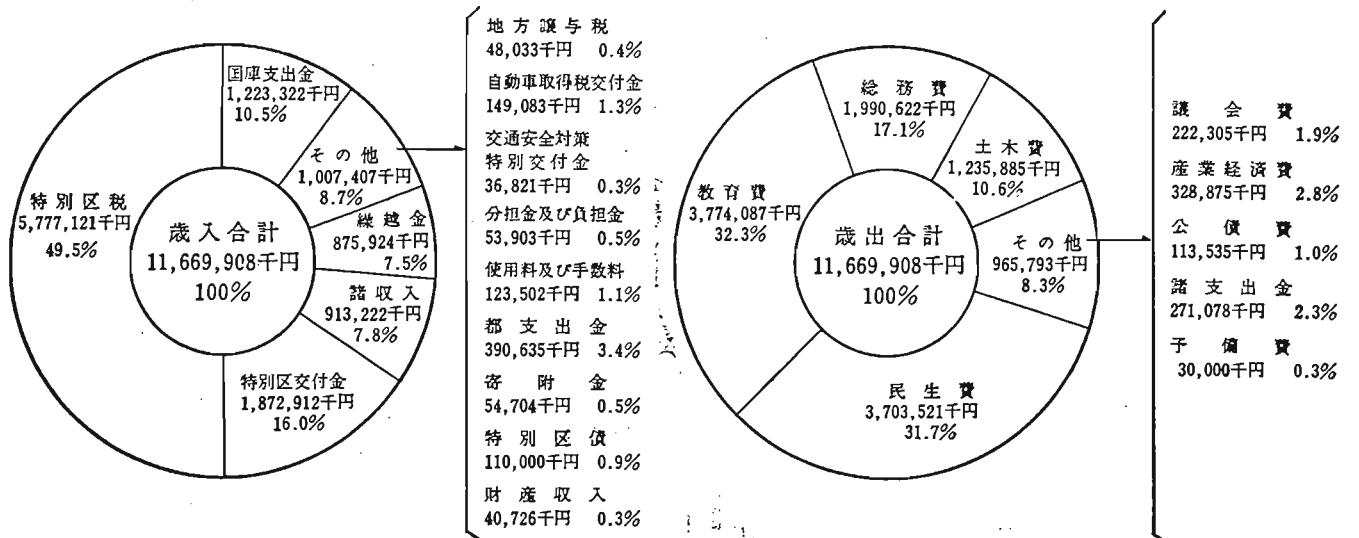 国庫支出金
1,223,322千円
10.5%
その他
1,007,407千円
8.7%
繰越金
875,924千円
7.5%
諸収入
913,222千円
7.8%
特別区交付金
1,872,912千円
16.0%
特別区税
5,777,121千円
49.5%
歳入合計
11,669,908千円
100%
地方譲与税
48,033千円 0.4%
自動車取得税交付金
149,083千円 1.3%
交通安全対策
特別交付金
36,821千円 0.3%
分担金及び負担金
53,903千円 0.5%
使用料及び手数料
123,502千円 1.1%
都支出金
390,635千円 3.4%
寄附金
54,704千円 0.5%
特別区債
110,000千円 0.9%
財産収入
40,726千円 0.3%
総務費
1,990,622千円
17.1%
土木費
1,235,885千円
10.6%
その他
965,793千円
8.3%
民生費
3,703,521千円
31.7%
教育費
3,774,087千円
32.3%
歳出合計
11,669,908千円
100%
議会費
222,305千円 1.9%
産業経済費
328,875千円 2.8%
公債費
113,535千円 1.0%
諸支出金
271,078千円 2.3%
予備費
30,000千円 0.3%